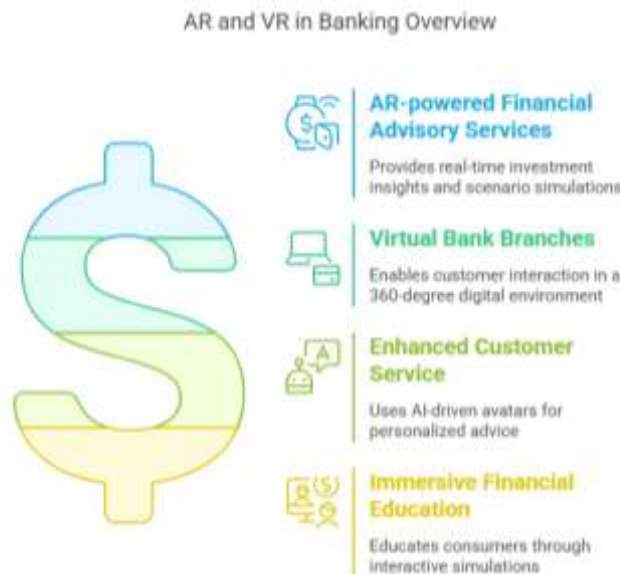 AR and VR in Banking Overview
AR-powered Financial
Advisory Services
Provides real-time investment
insights and scenario simulations
Virtual Bank Branches
Enables customer interaction in a
360-degree digital environment
Enhanced Customer
Service
Uses AI-driven avatars for
personalized advice
Immersive Financial
Education
Educates consumers through
interactive simulations